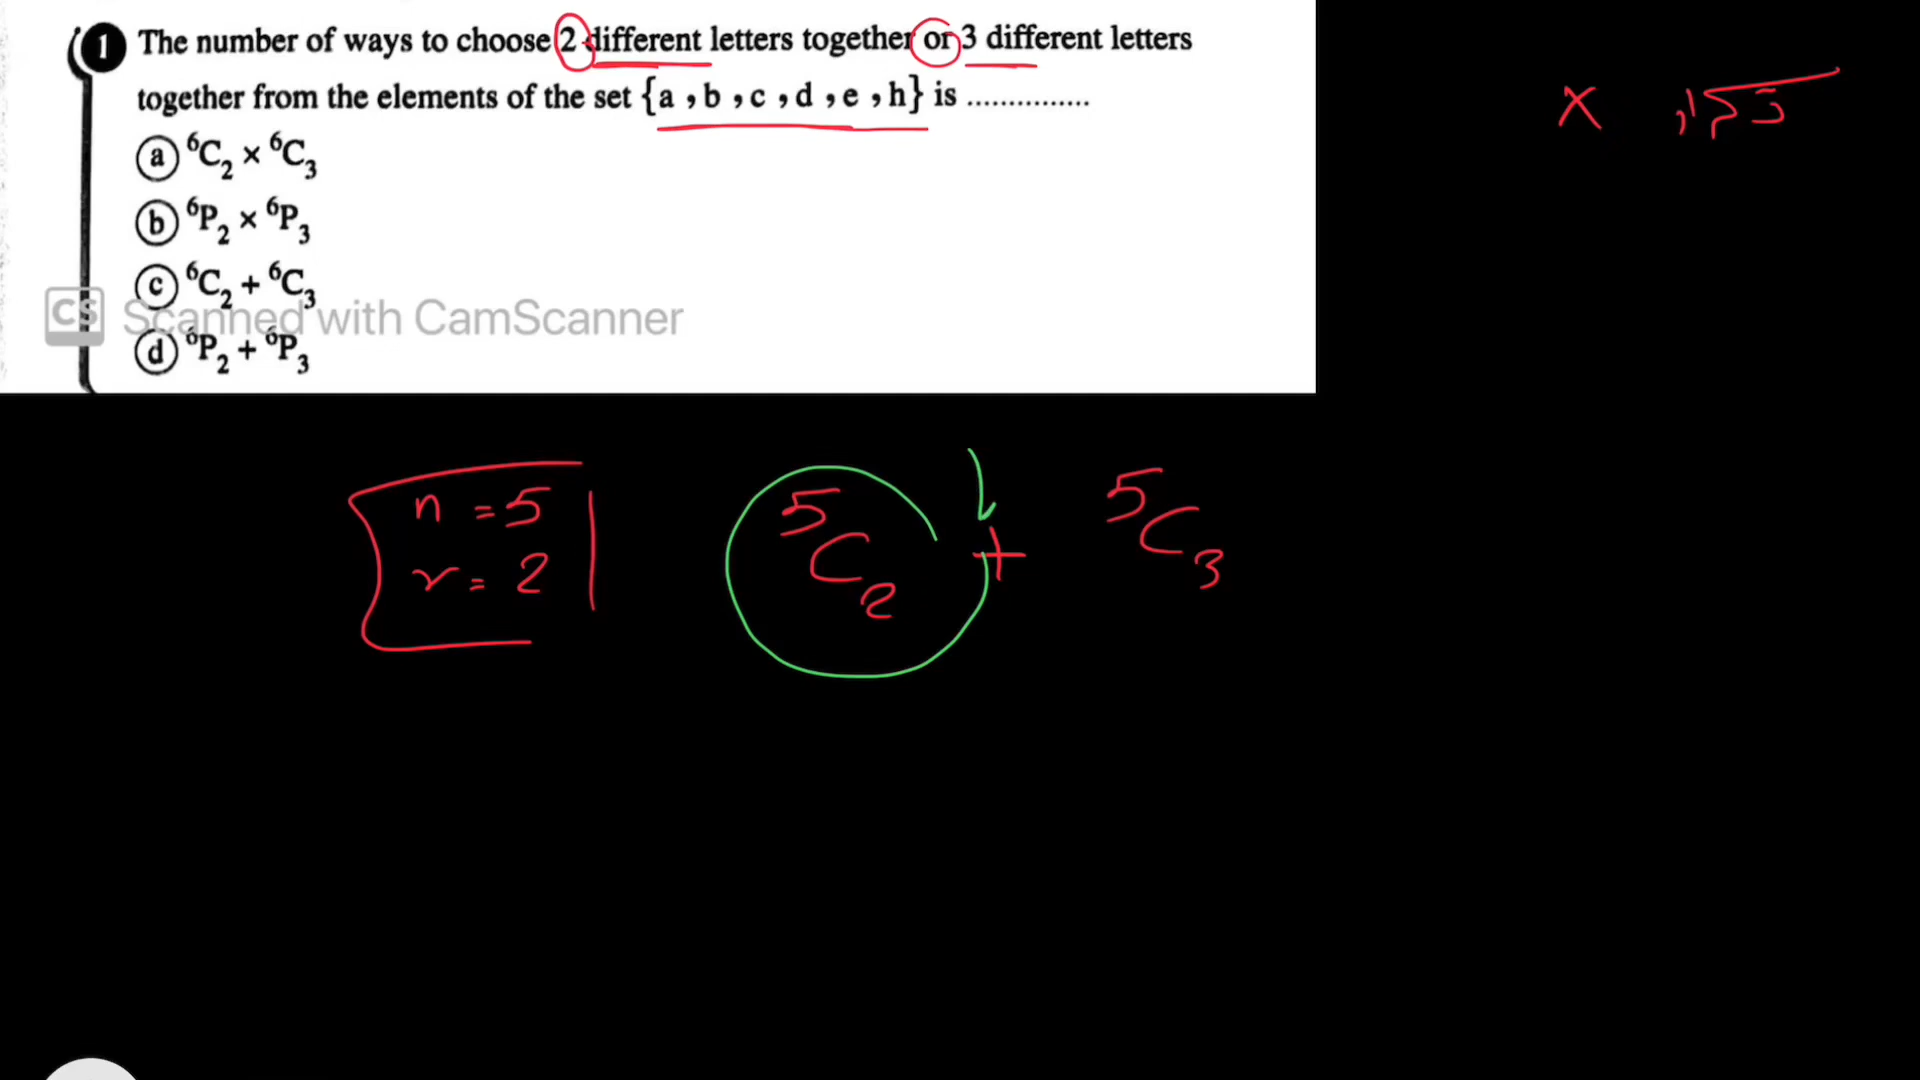 1 The number of ways to choose 2 different letters together or 3 different letters
together from the elements of the set {a , b , c , d , e , h} is ...............
ⓐ ⁶C₂ × ⁶C₃
ⓑ ⁶P₂ × ⁶P₃
ⓒ ⁶C₂ + ⁶C₃
CS Scanned with CamScanner
ⓓ ⁶P₂ + ⁶P₃
n = 5
r = 2
⁵C₂ + ⁵C₃